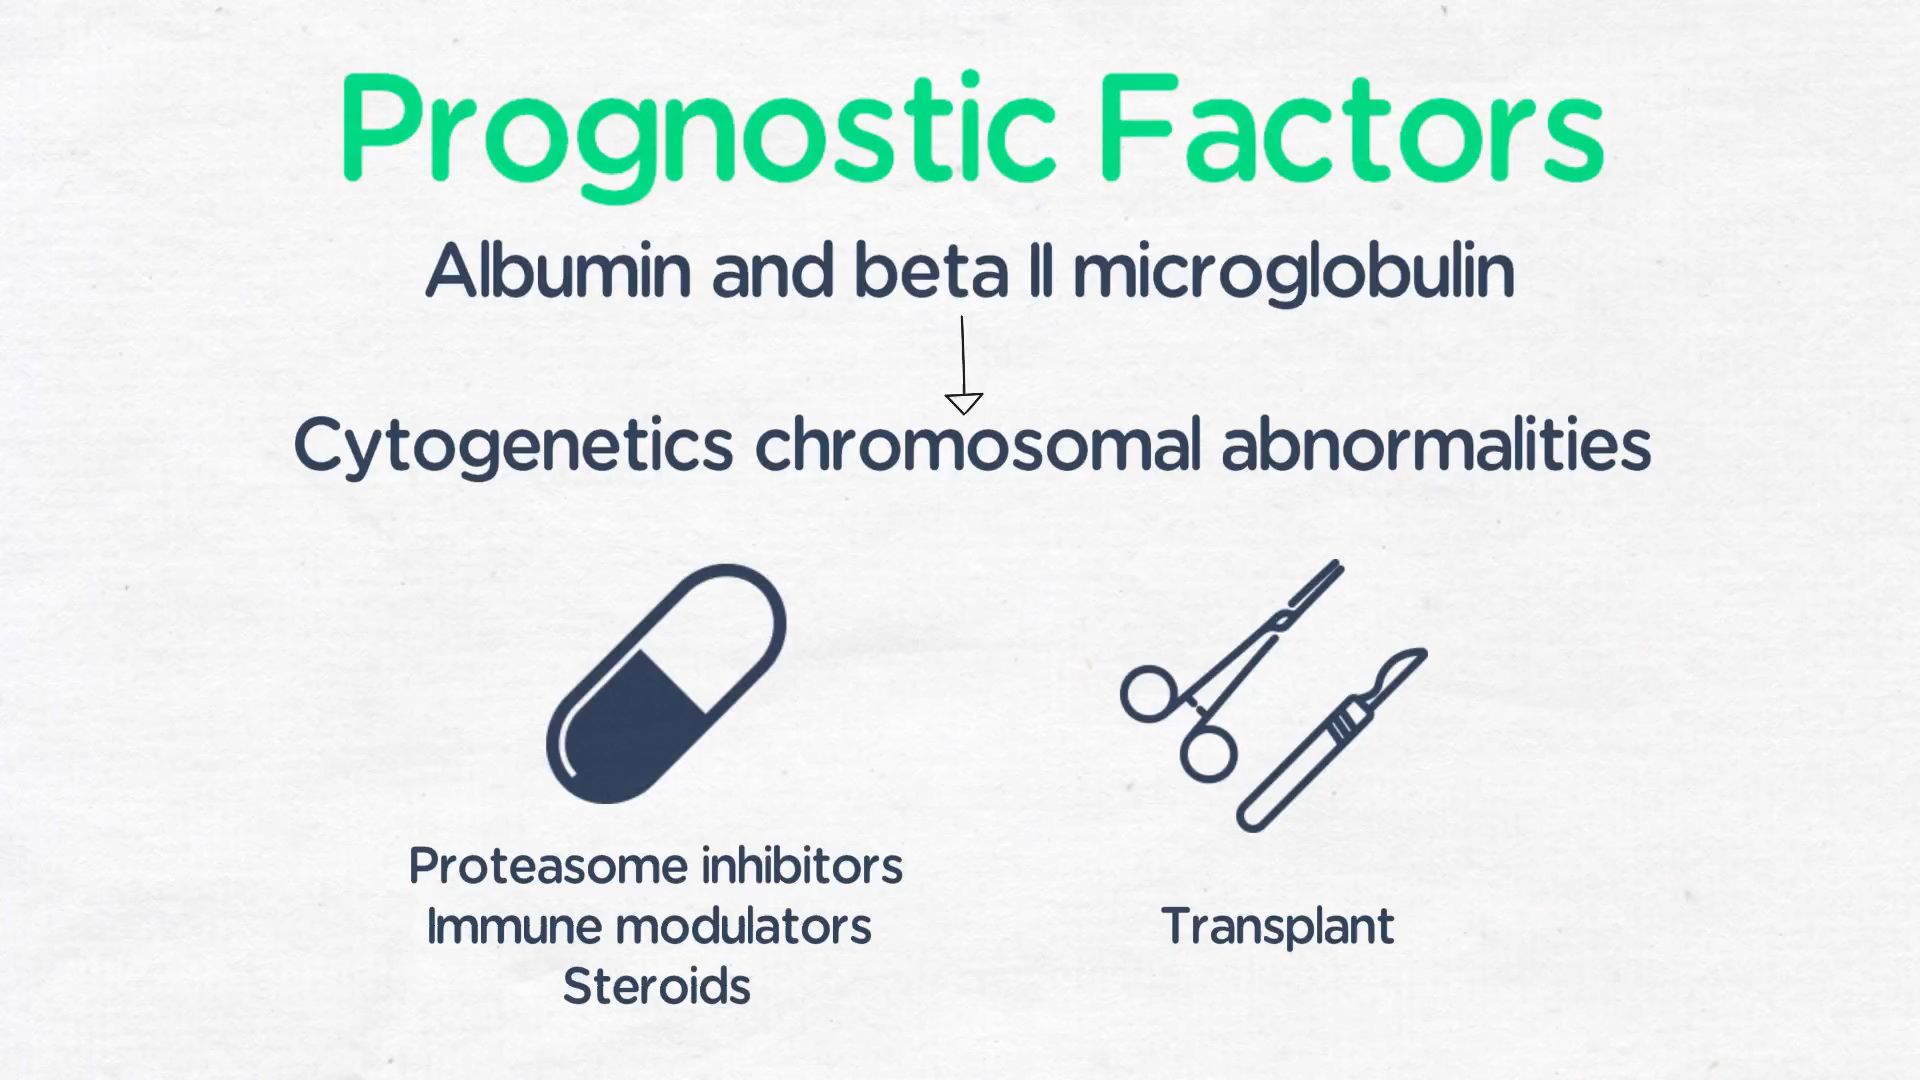 Prognostic Factors
Albumin and beta II microglobulin
Cytogenetics chromosomal abnormalities
Proteasome inhibitors
Immune modulators
Steroids
Transplant